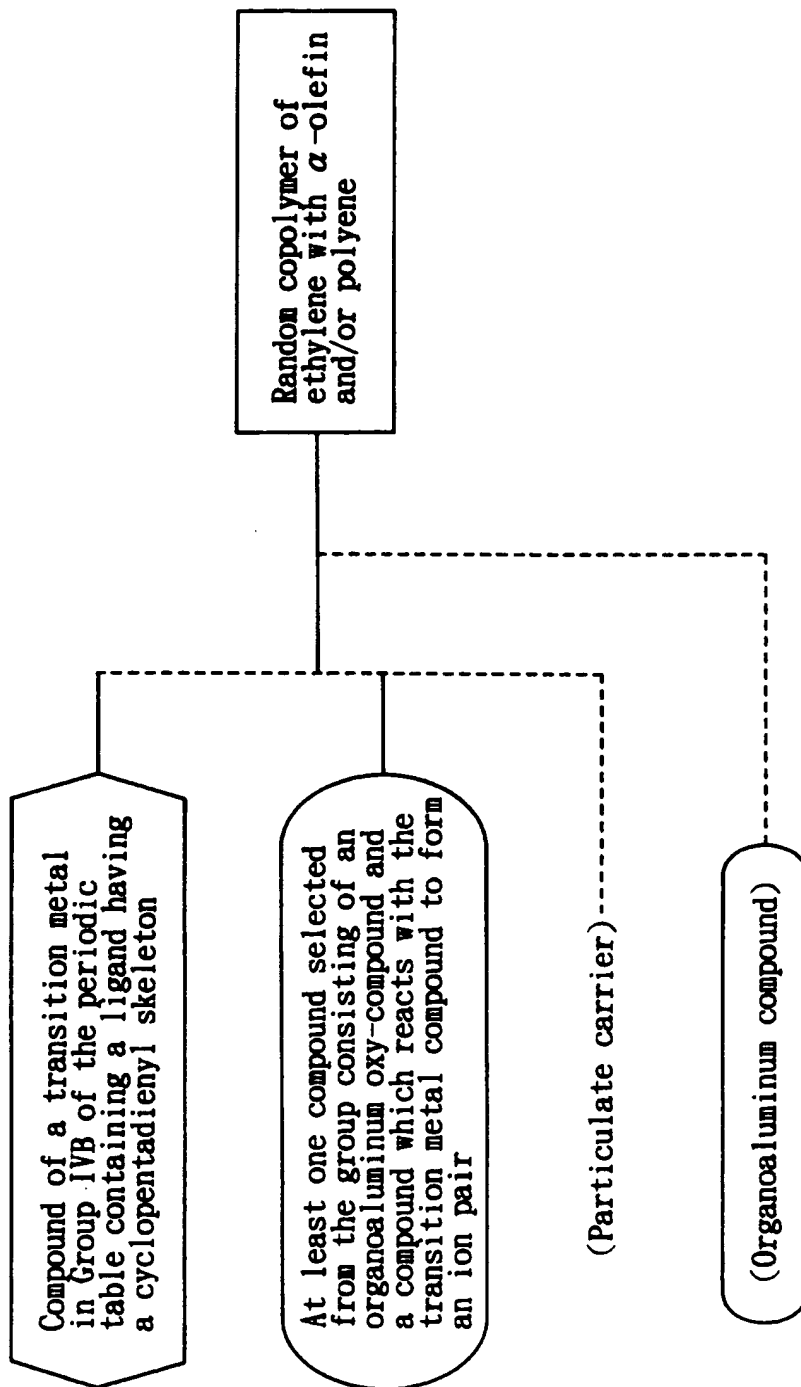 Compound of a transition metal
in Group IVB of the periodic
table containing a ligand having
a cyclopentadienyl skeleton
At least one compound selected
from the group consisting of an
organoaluminum oxy-compound and
a compound which reacts with the
transition metal compound to form
an ion pair
(Particulate carrier)
(Organoaluminum compound)
Random copolymer of
ethylene with α-olefin
and/or polyene